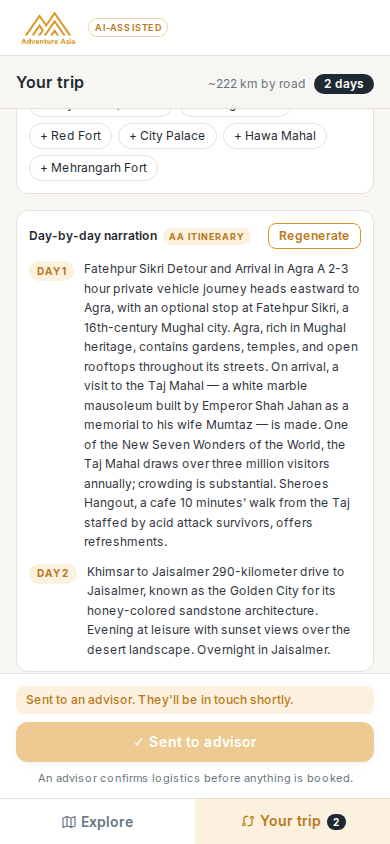 Adventure Asia
AI-ASSISTED
Your trip
~222 km by road
2 days
+ Red Fort
+ City Palace
+ Hawa Mahal
+ Mehrangarh Fort
Day-by-day narration
AA ITINERARY
Regenerate
DAY 1
Fatehpur Sikri Detour and Arrival in Agra A 2-3
hour private vehicle journey heads eastward to
Agra, with an optional stop at Fatehpur Sikri, a
16th-century Mughal city. Agra, rich in Mughal
heritage, contains gardens, temples, and open
rooftops throughout its streets. On arrival, a
visit to the Taj Mahal — a white marble
mausoleum built by Emperor Shah Jahan as a
memorial to his wife Mumtaz — is made. One
of the New Seven Wonders of the World, the
Taj Mahal draws over three million visitors
annually; crowding is substantial. Sheroes
Hangout, a cafe 10 minutes' walk from the Taj
staffed by acid attack survivors, offers
refreshments.
DAY 2
Khimsar to Jaisalmer 290-kilometer drive to
Jaisalmer, known as the Golden City for its
honey-colored sandstone architecture.
Evening at leisure with sunset views over the
desert landscape. Overnight in Jaisalmer.
Sent to an advisor. They'll be in touch shortly.
✓ Sent to advisor
An advisor confirms logistics before anything is booked.
Explore
Your trip
2